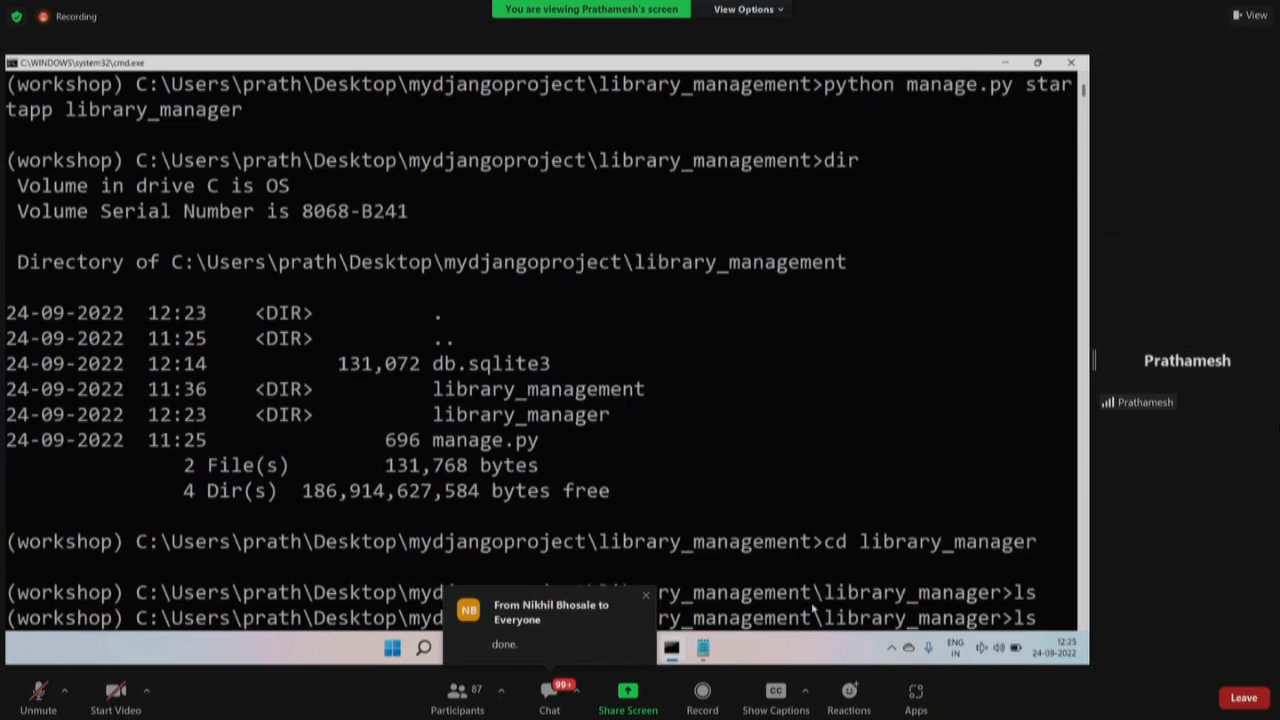 Recording
You are viewing Prathamesh's screen
View Options
View
C:\WINDOWS\system32\cmd.exe
(workshop) C:\Users\prath\Desktop\mydjangoproject\library_management>python manage.py star
tapp library_manager
(workshop) C:\Users\prath\Desktop\mydjangoproject\library_management>dir
Volume in drive C is OS
Volume Serial Number is 8068-B241
Directory of C:\Users\prath\Desktop\mydjangoproject\library_management
24-09-2022 12:23 <DIR> .
24-09-2022 11:25 <DIR> ..
24-09-2022 12:14 131,072 db.sqlite3
24-09-2022 11:36 <DIR> library_management
24-09-2022 12:23 <DIR> library_manager
24-09-2022 11:25 696 manage.py
2 File(s) 131,768 bytes
4 Dir(s) 186,914,627,584 bytes free
(workshop) C:\Users\prath\Desktop\mydjangoproject\library_management>cd library_manager
(workshop) C:\Users\prath\Desktop\myd
ry_management\library_manager>ls
(workshop) C:\Users\prath\Desktop\myd
ry_management\library_manager>ls
Prathamesh
Prathamesh
NB
From Nikhil Bhosale to
Everyone
done.
ENG
IN
12:25
24-09-2022
Unmute
Start Video
87
Participants
99+
Chat
Share Screen
Record
CC
Show Captions
Reactions
Apps
Leave